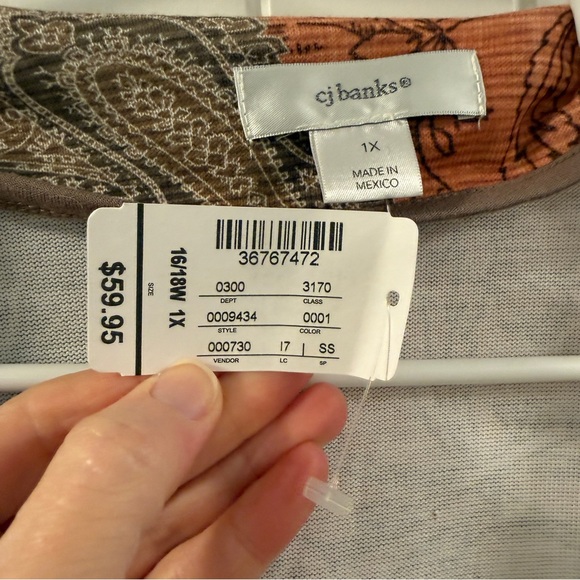 cj banks®
1X
MADE IN
MEXICO
36767472
0300 3170
DEPT CLASS
0009434 0001
STYLE COLOR
000730 17 | SS
VENDOR LC SP
16/18W 1X
SIZE
$59.95